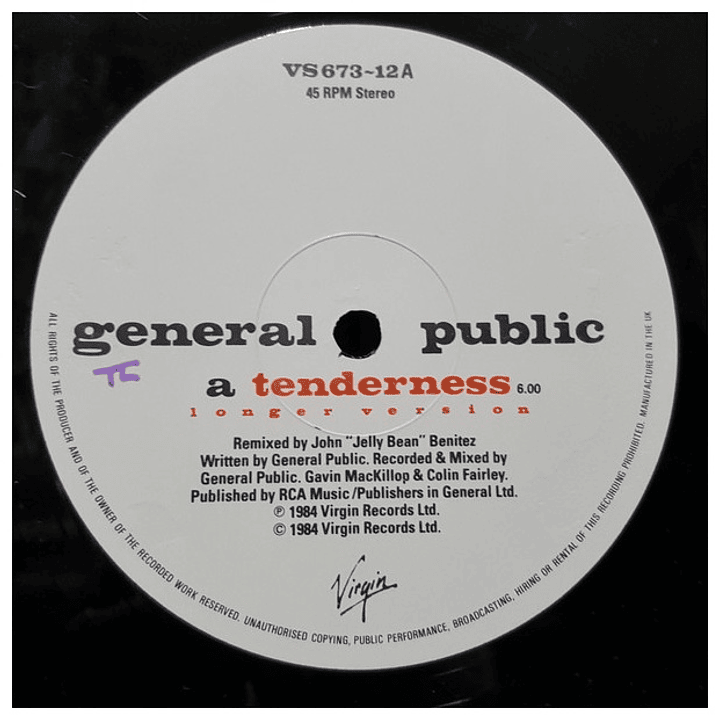 VS673~12A
45 RPM Stereo
general public
TC
a tenderness 6.00
longer version
Remixed by John "Jelly Bean" Benitez
Written by General Public. Recorded & Mixed by
General Public. Gavin MacKillop & Colin Fairley.
Published by RCA Music/Publishers in General Ltd.
℗ 1984 Virgin Records Ltd.
© 1984 Virgin Records Ltd.
Virgin
ALL RIGHTS OF THE PRODUCER AND OF THE OWNER OF THE RECORDED WORK RESERVED. UNAUTHORISED COPYING, PUBLIC PERFORMANCE, BROADCASTING, HIRING OR RENTAL OF THIS RECORDING PROHIBITED. MANUFACTURED IN THE UK